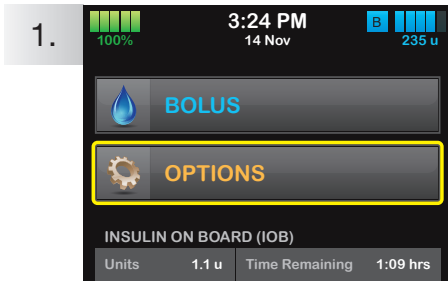 1.
100% 3:24 PM B
14 Nov 235 u
BOLUS
OPTIONS
INSULIN ON BOARD (IOB)
Units 1.1 u Time Remaining 1:09 hrs